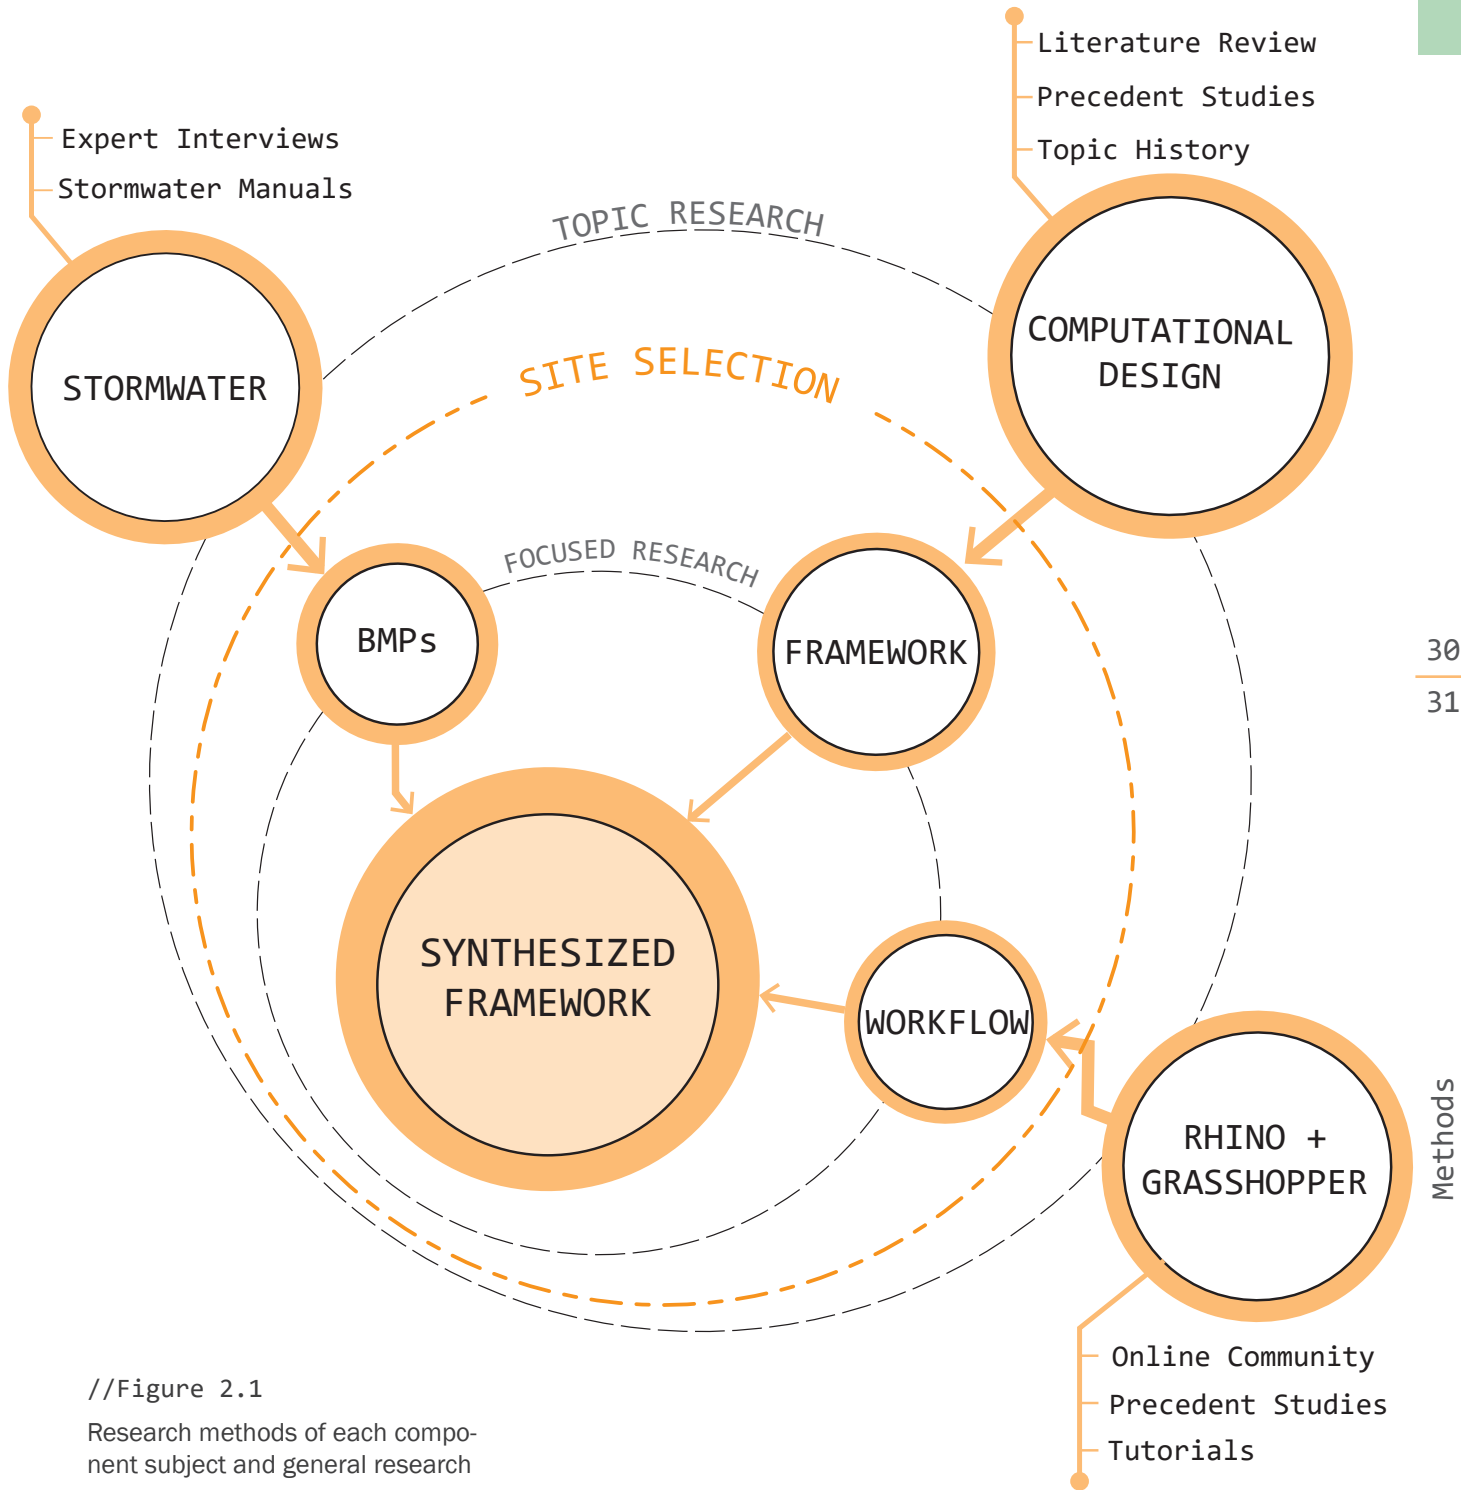 Literature Review
Precedent Studies
Topic History
Expert Interviews
Stormwater Manuals
TOPIC RESEARCH
COMPUTATIONAL
DESIGN
STORMWATER
SITE SELECTION
FOCUSED RESEARCH
BMPs
FRAMEWORK
30
31
SYNTHESIZED
FRAMEWORK
WORKFLOW
Methods
RHINO +
GRASSHOPPER
Online Community
Precedent Studies
Tutorials
//Figure 2.1
Research methods of each compo-
nent subject and general research